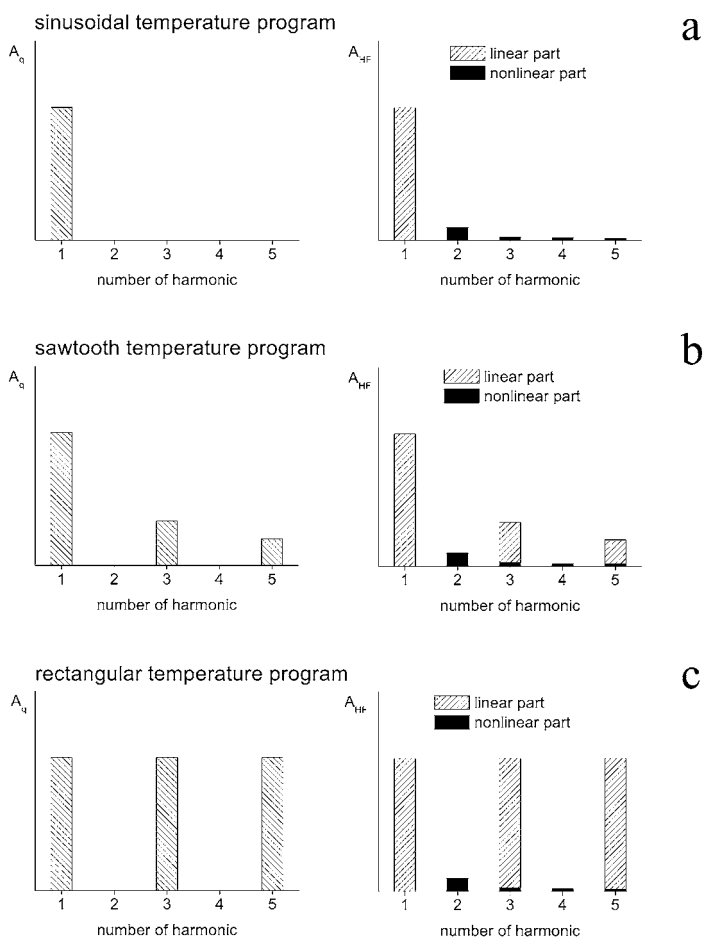 sinusoidal temperature program
a
Aq
1 2 3 4 5
number of harmonic
AHF
linear part
nonlinear part
1 2 3 4 5
number of harmonic
sawtooth temperature program
b
Aq
1 2 3 4 5
number of harmonic
AHF
linear part
nonlinear part
1 2 3 4 5
number of harmonic
rectangular temperature program
c
Aq
1 2 3 4 5
number of harmonic
AHF
linear part
nonlinear part
1 2 3 4 5
number of harmonic